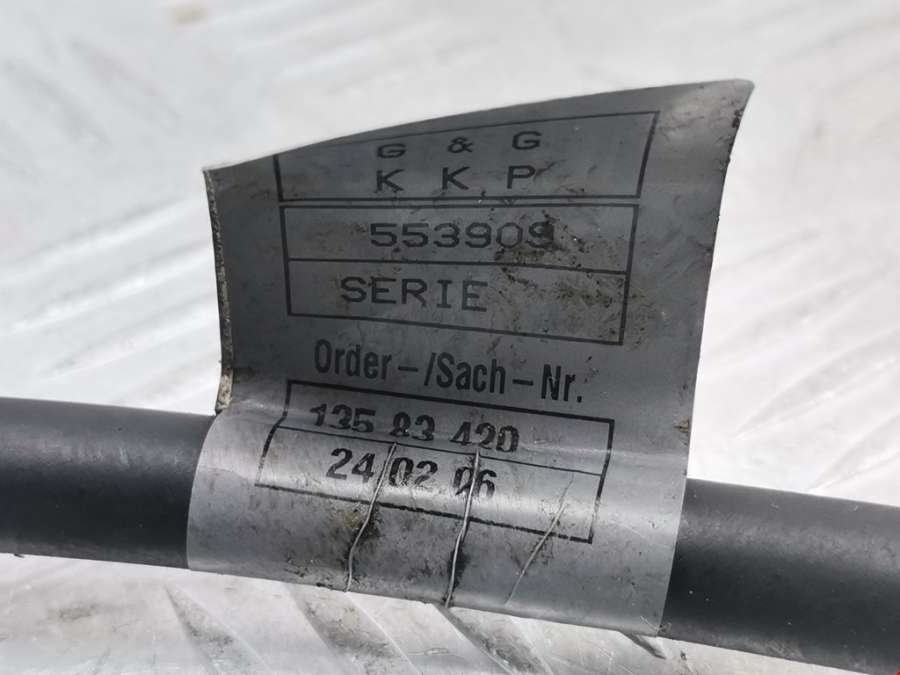 G & G
K K P
553909
SERIE
Order-/Sach-Nr.
135 83 420
24 02 06